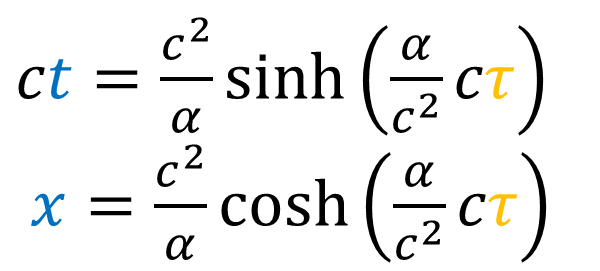 ct = c²/α sinh (α/c² cτ)
x = c²/α cosh (α/c² cτ)